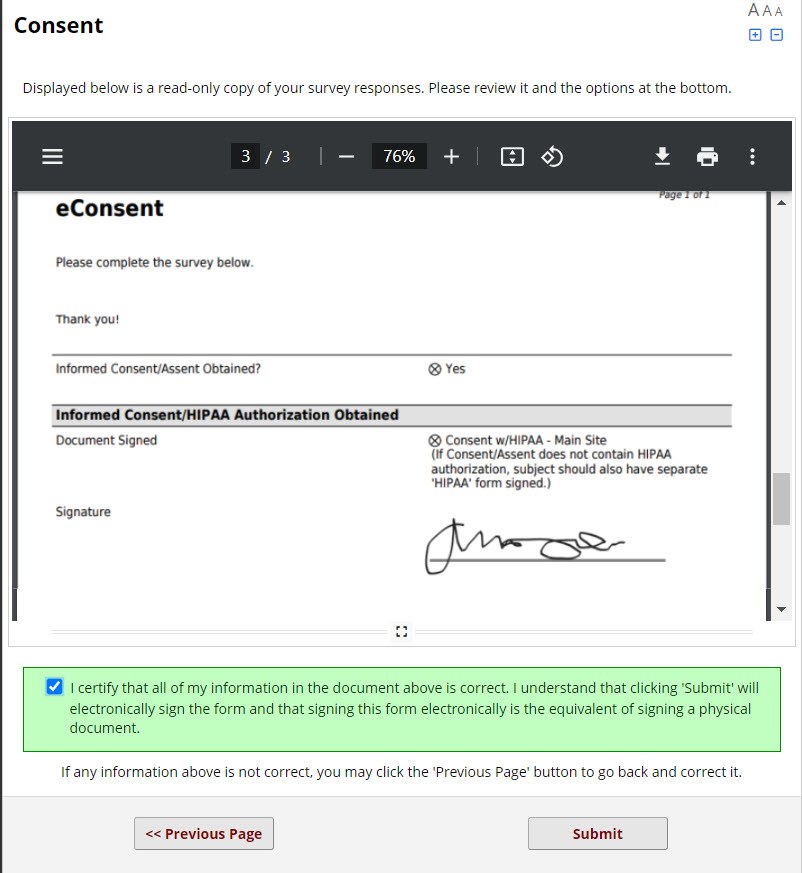 Consent
A A A
Displayed below is a read-only copy of your survey responses. Please review it and the options at the bottom.
3 / 3
76%
Page 1 of 1
eConsent
Please complete the survey below.
Thank you!
Informed Consent/Assent Obtained?
Yes
Informed Consent/HIPAA Authorization Obtained
Document Signed
Consent w/HIPAA - Main Site
(If Consent/Assent does not contain HIPAA
authorization, subject should also have separate
'HIPAA' form signed.)
Signature
I certify that all of my information in the document above is correct. I understand that clicking 'Submit' will
electronically sign the form and that signing this form electronically is the equivalent of signing a physical
document.
If any information above is not correct, you may click the 'Previous Page' button to go back and correct it.
<< Previous Page
Submit